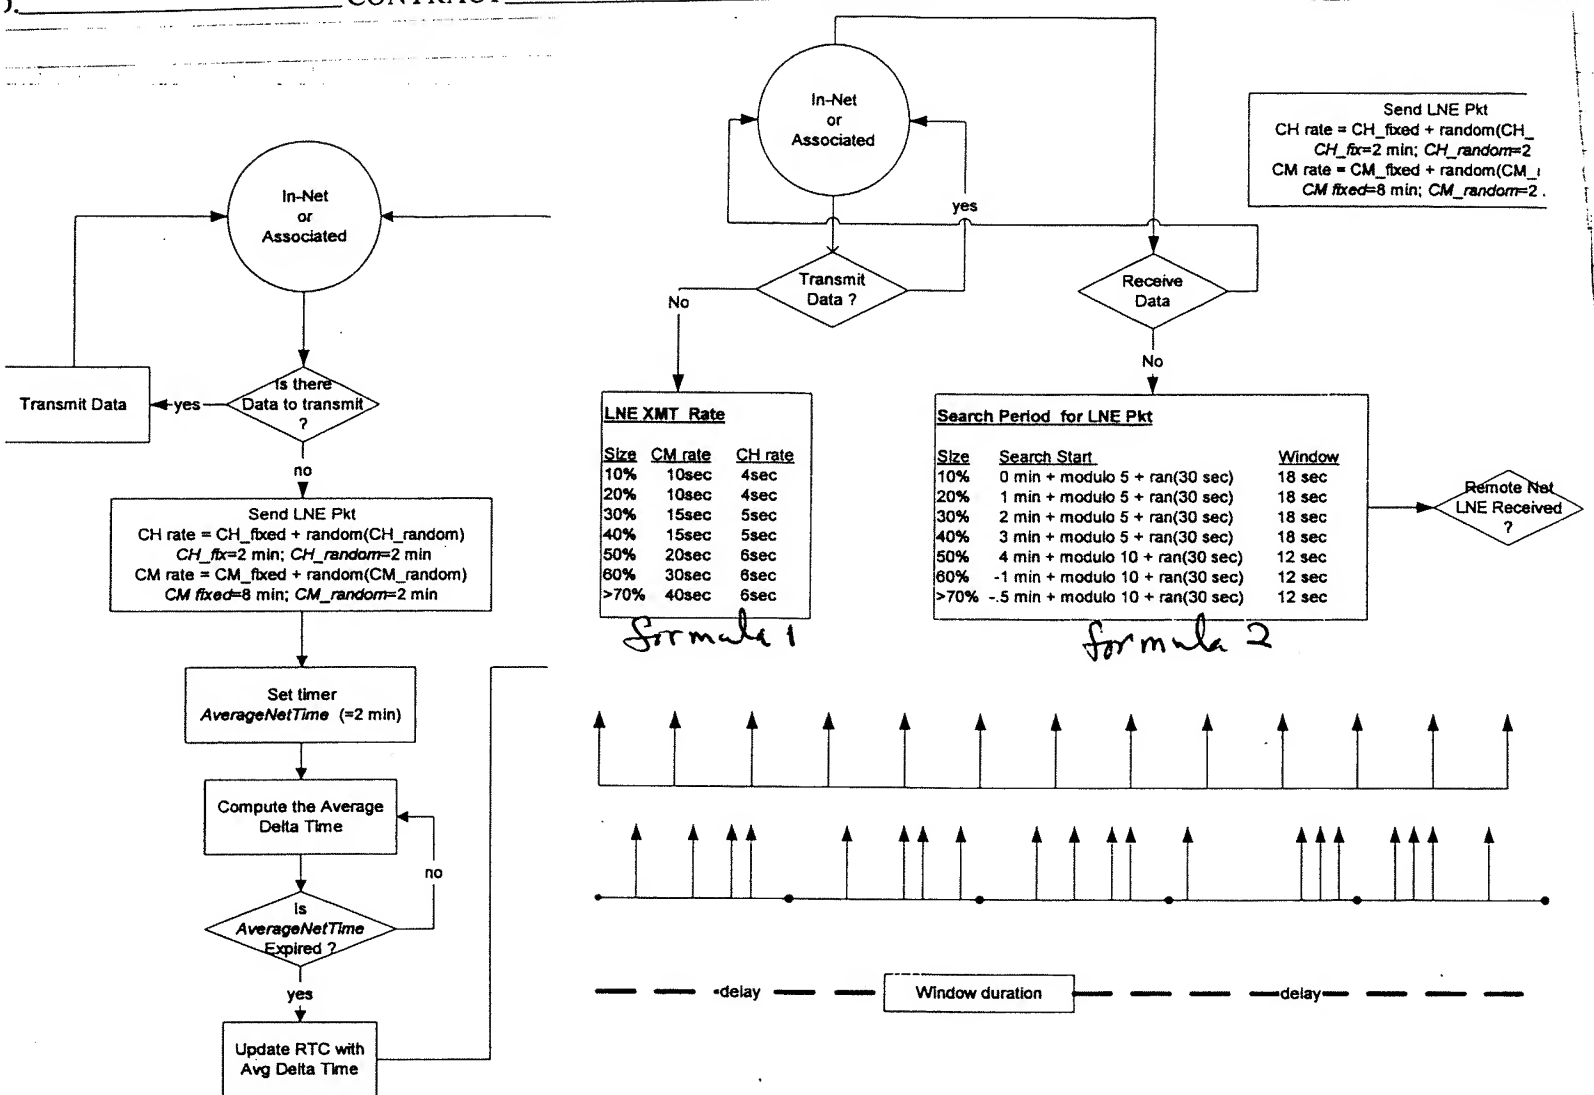 CONTRACT
In-Net
or
Associated
Transmit Data
yes
Is there
Data to transmit
?
no
Send LNE Pkt
CH rate = CH_fixed + random(CH_random)
CH_fix=2 min; CH_random=2 min
CM rate = CM_fixed + random(CM_random)
CM fixed=8 min; CM_random=2 min
Set timer
AverageNetTime (=2 min)
Compute the Average
Delta Time
no
Is
AverageNetTime
Expired ?
yes
Update RTC with
Avg Delta Time
In-Net
or
Associated
yes
Transmit
Data ?
No
Receive
Data
No
Send LNE Pkt
CH rate = CH_fixed + random(CH_
CH_fix=2 min; CH_random=2
CM rate = CM_fixed + random(CM_
CM fixed=8 min; CM_random=2
LNE XMT Rate
Size CM rate CH rate
10% 10sec 4sec
20% 10sec 4sec
30% 15sec 5sec
40% 15sec 5sec
50% 20sec 6sec
60% 30sec 6sec
>70% 40sec 6sec
formula 1
Search Period for LNE Pkt
Size Search Start Window
10% 0 min + modulo 5 + ran(30 sec) 18 sec
20% 1 min + modulo 5 + ran(30 sec) 18 sec
30% 2 min + modulo 5 + ran(30 sec) 18 sec
40% 3 min + modulo 5 + ran(30 sec) 18 sec
50% 4 min + modulo 10 + ran(30 sec) 12 sec
60% -1 min + modulo 10 + ran(30 sec) 12 sec
>70% -.5 min + modulo 10 + ran(30 sec) 12 sec
formula 2
Remote Net
LNE Received
?
delay
Window duration
delay